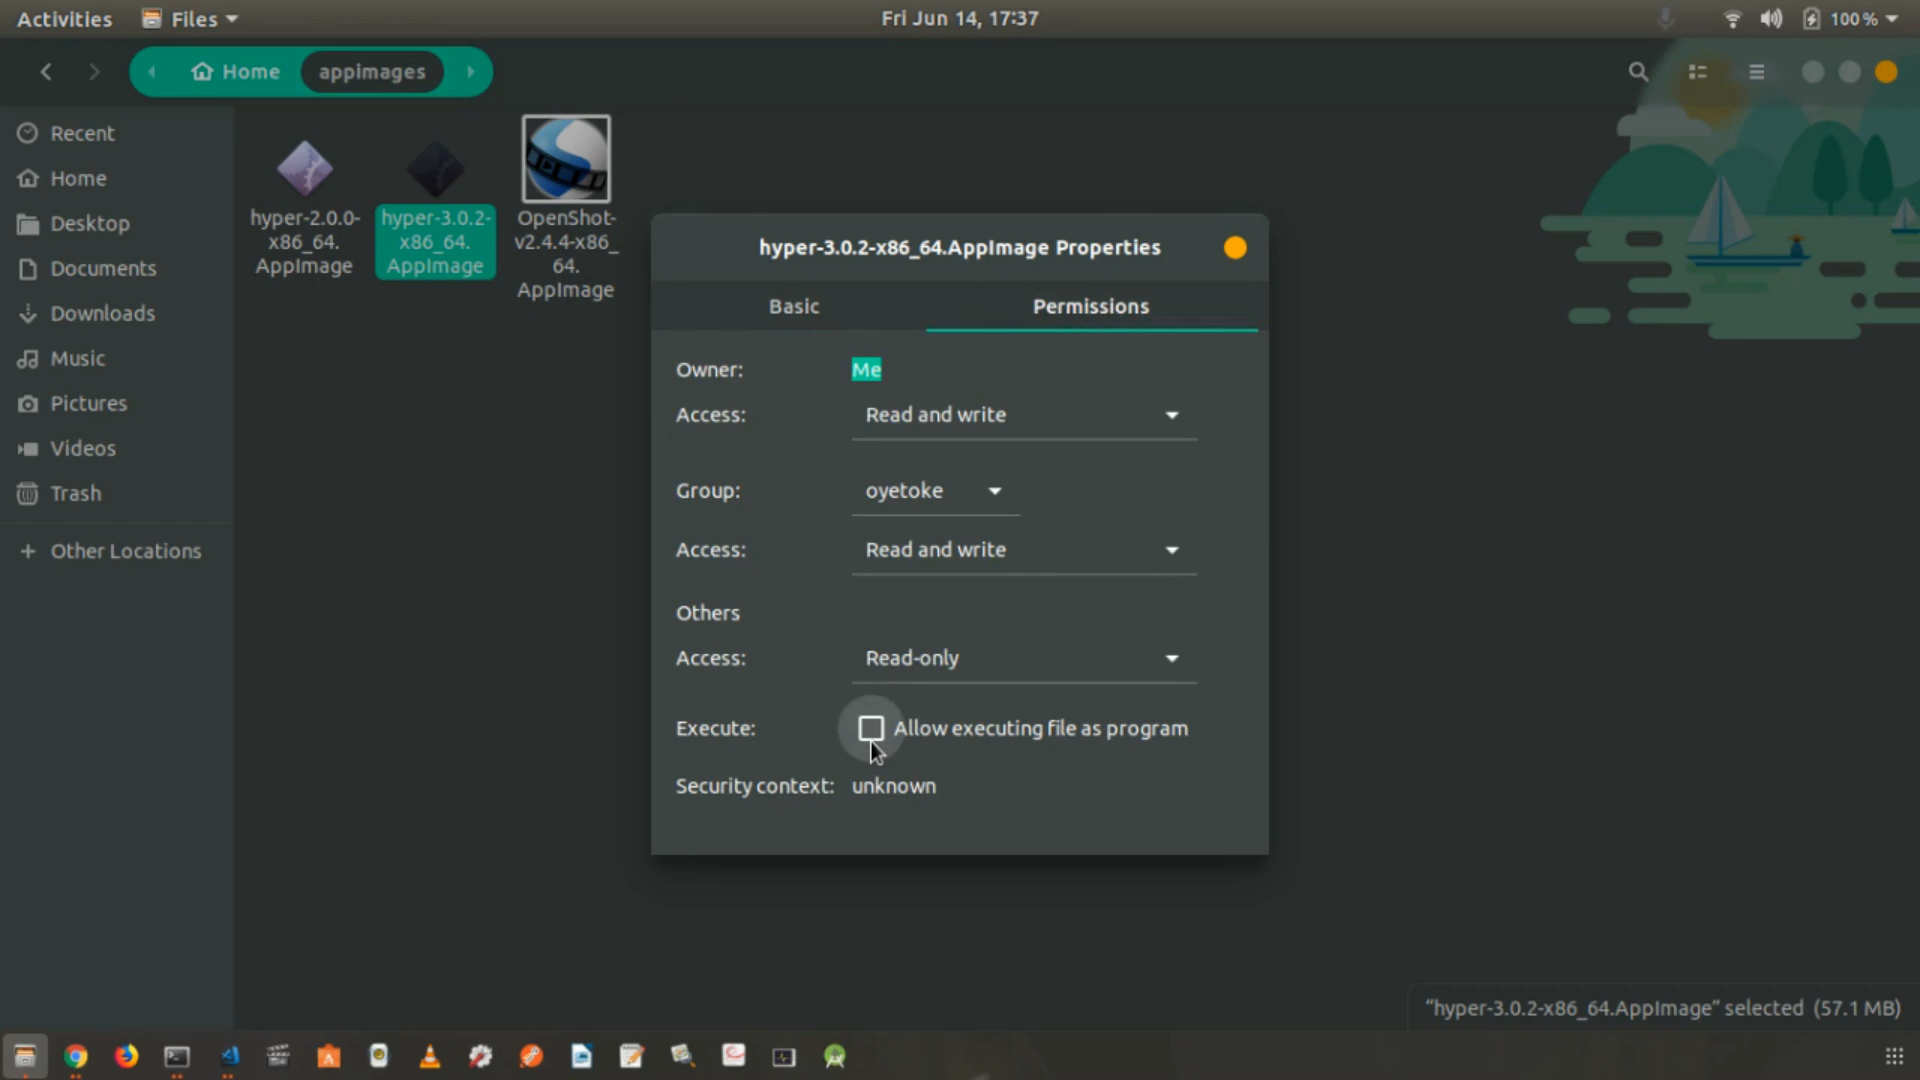 Activities
Files
Fri Jun 14, 17:37
100 %
Home
appimages
Recent
Home
Desktop
Documents
Downloads
Music
Pictures
Videos
Trash
Other Locations
hyper-2.0.0-
x86_64.
AppImage
hyper-3.0.2-
x86_64.
AppImage
OpenShot-
v2.4.4-x86_
64.
AppImage
hyper-3.0.2-x86_64.AppImage Properties
Basic
Permissions
Owner: Me
Access: Read and write
Group: oyetoke
Access: Read and write
Others
Access: Read-only
Execute: Allow executing file as program
Security context: unknown
“hyper-3.0.2-x86_64.AppImage” selected (57.1 MB)